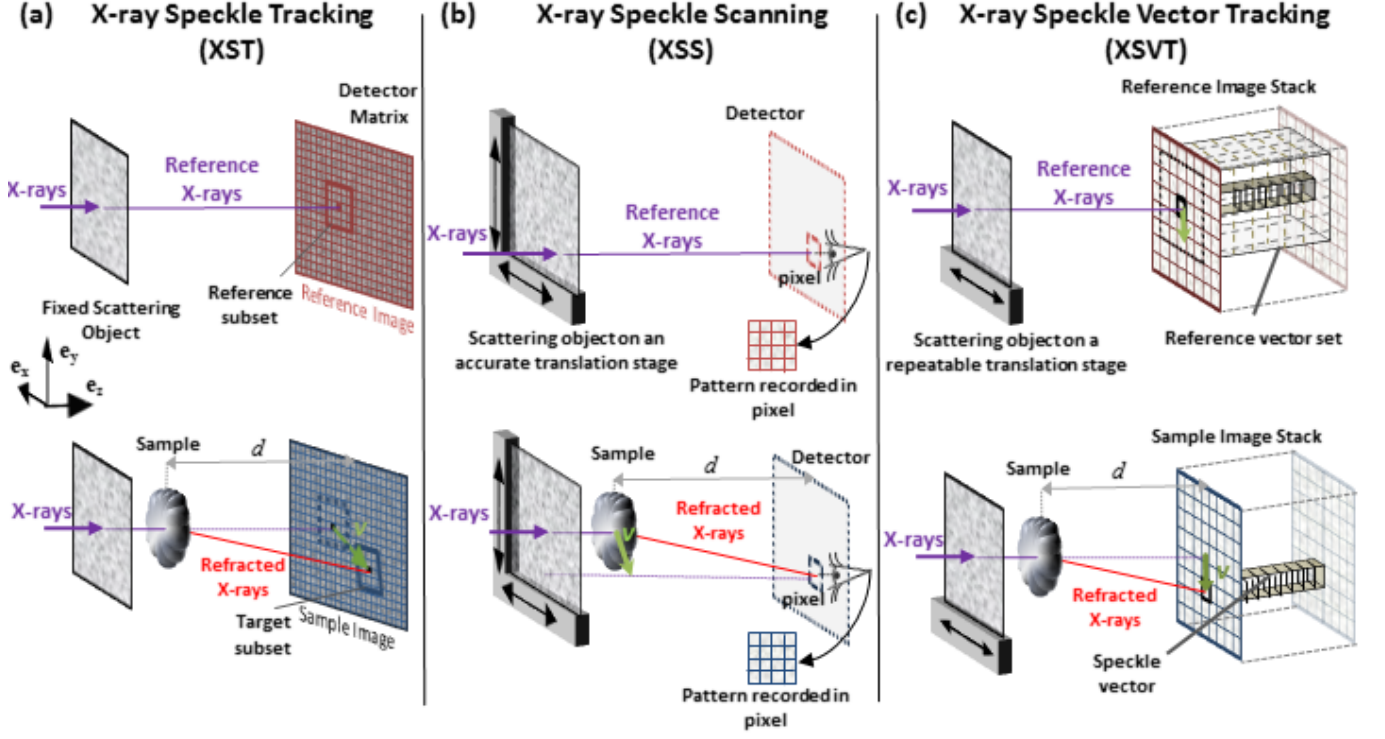 (a) X-ray Speckle Tracking
(XST)
Detector
Matrix
Reference
X-rays
X-rays
Fixed Scattering
Object
Reference
subset
Reference Image
e_y
e_x
e_z
Sample
d
X-rays
v
Refracted
X-rays
Target
subset
Sample Image
(b) X-ray Speckle Scanning
(XSS)
Detector
Reference
X-rays
X-rays
pixel
Scattering object on an
accurate translation stage
Pattern recorded in
pixel
Sample
d
Detector
X-rays
v
Refracted
X-rays
pixel
Pattern recorded in
pixel
(c) X-ray Speckle Vector Tracking
(XSVT)
Reference Image Stack
Reference
X-rays
X-rays
Scattering object on a
repeatable translation stage
Reference vector set
Sample Image Stack
Sample
d
X-rays
v
Refracted
X-rays
Speckle
vector